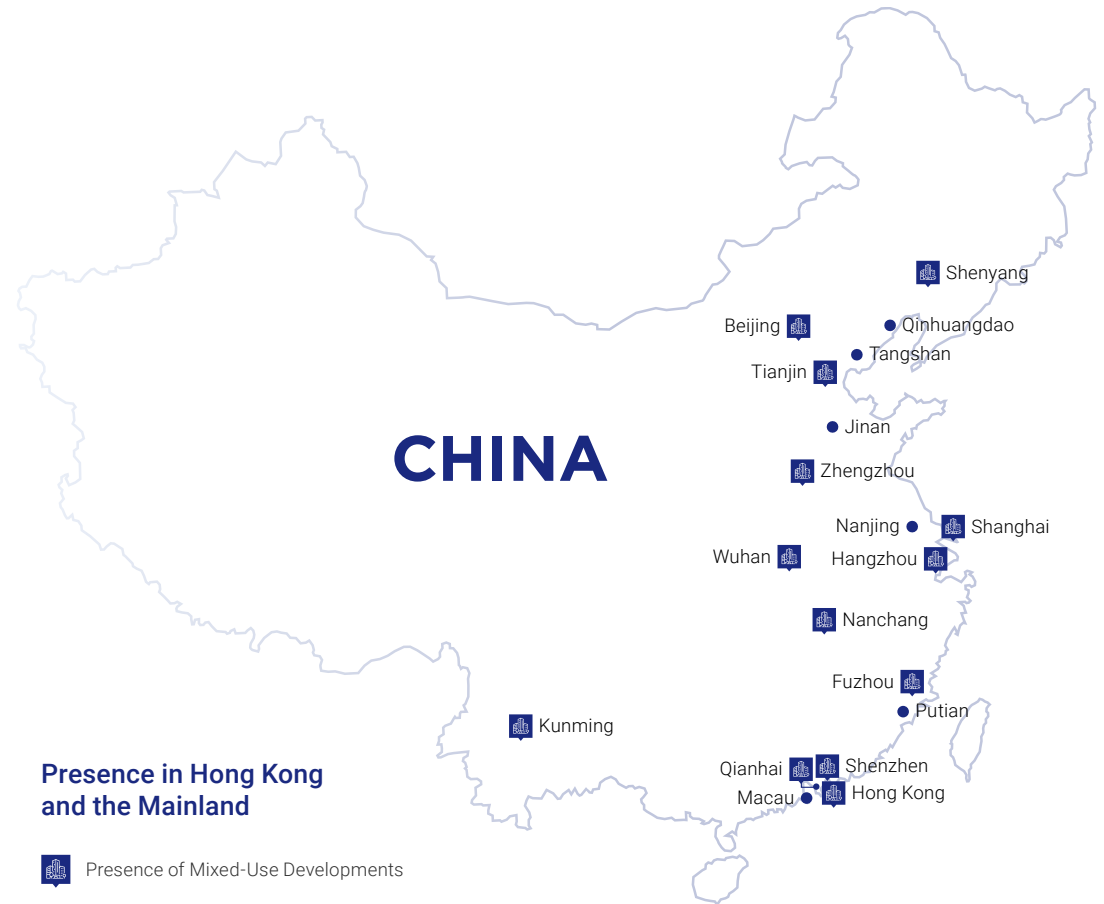 Shenyang
Beijing
Qinhuangdao
Tangshan
Tianjin
Jinan
CHINA
Zhengzhou
Nanjing
Shanghai
Wuhan
Hangzhou
Nanchang
Fuzhou
Putian
Kunming
Qianhai
Shenzhen
Macau
Hong Kong
Presence in Hong Kong
and the Mainland
Presence of Mixed-Use Developments